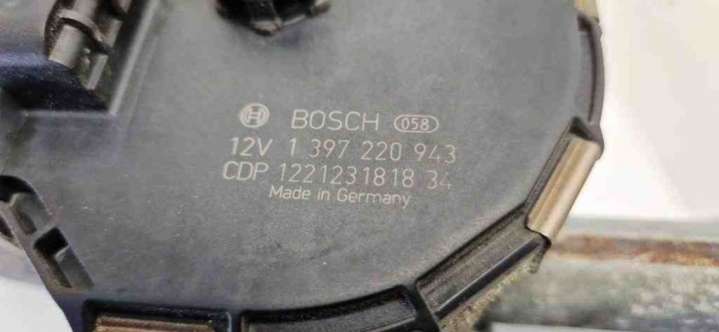 BOSCH 058
12V 1 397 220 943
CDP 1221231818 34
Made in Germany